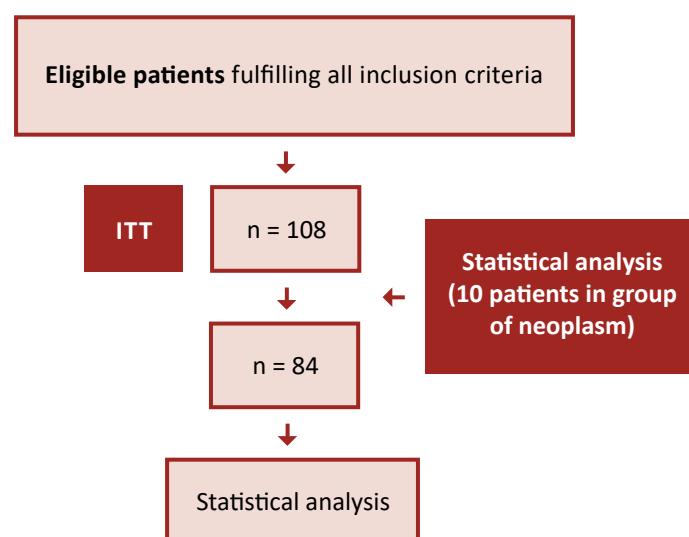 Eligible patients fulfilling all inclusion criteria
ITT
n = 108
Statistical analysis
(10 patients in group
of neoplasm)
n = 84
Statistical analysis